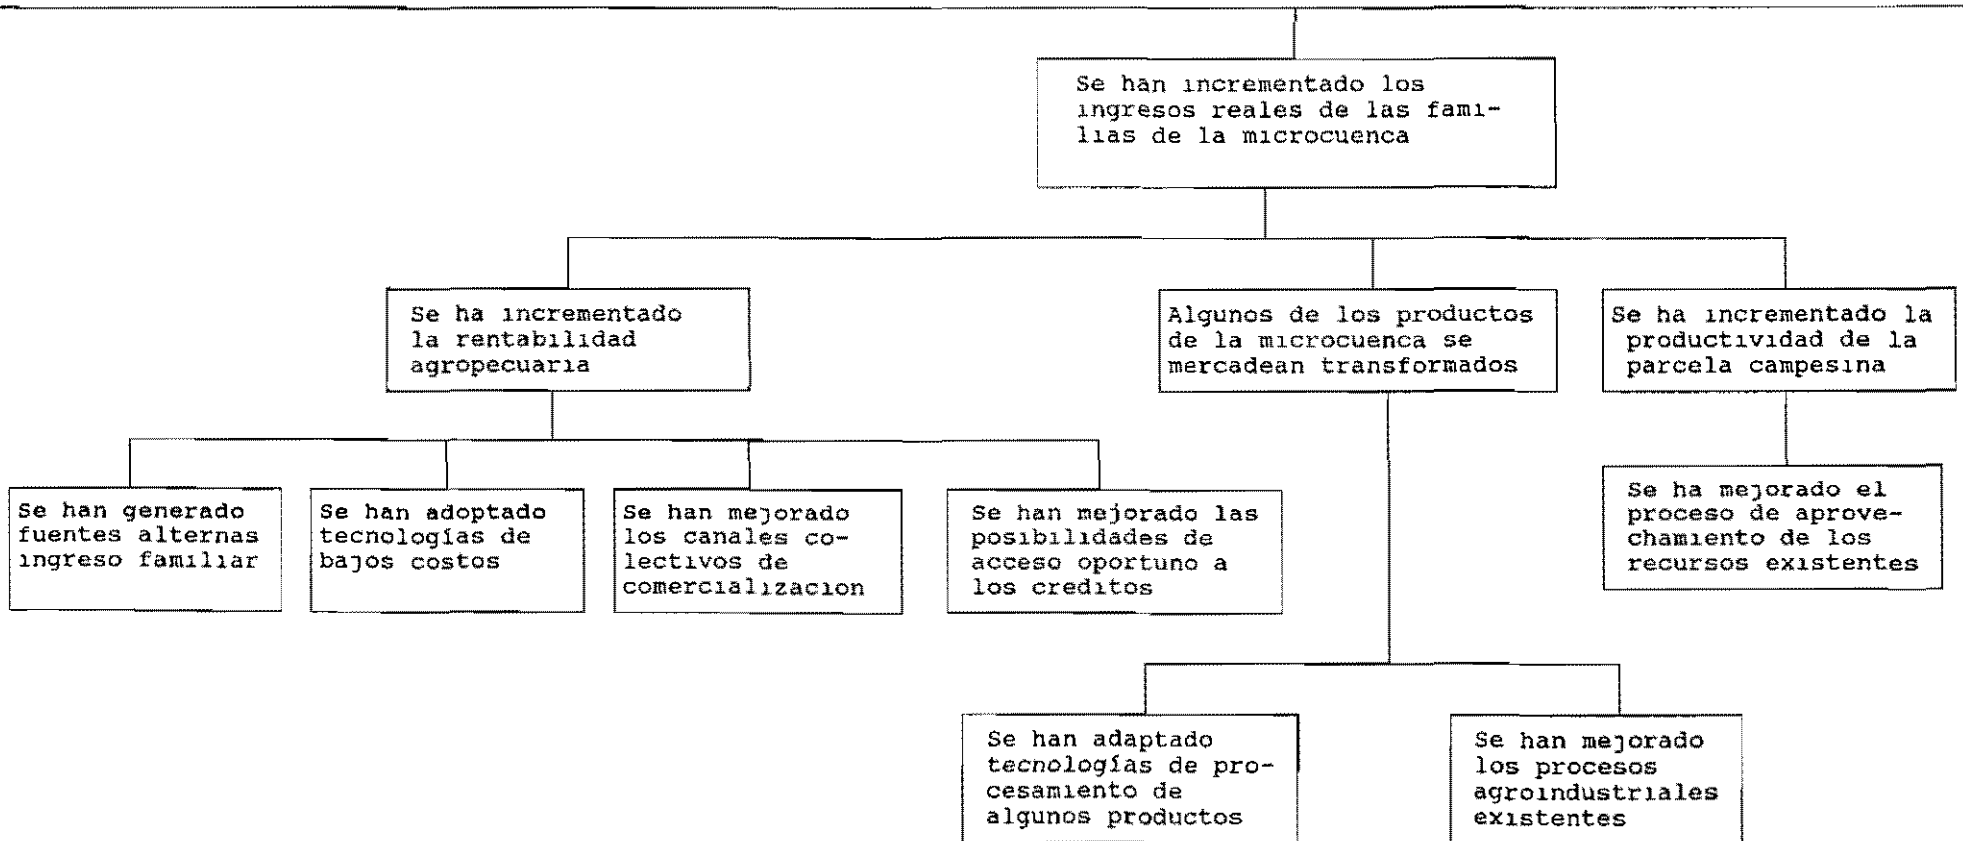 Se han incrementado los
ingresos reales de las fami-
lias de la microcuenca
Se ha incrementado
la rentabilidad
agropecuaria
Algunos de los productos
de la microcuenca se
mercadean transformados
Se ha incrementado la
productividad de la
parcela campesina
Se han generado
fuentes alternas
ingreso familiar
Se han adoptado
tecnologías de
bajos costos
Se han mejorado
los canales co-
lectivos de
comercializacion
Se han mejorado las
posibilidades de
acceso oportuno a
los creditos
Se ha mejorado el
proceso de aprove-
chamiento de los
recursos existentes
Se han adaptado
tecnologías de pro-
cesamiento de
algunos productos
Se han mejorado
los procesos
agroindustriales
existentes